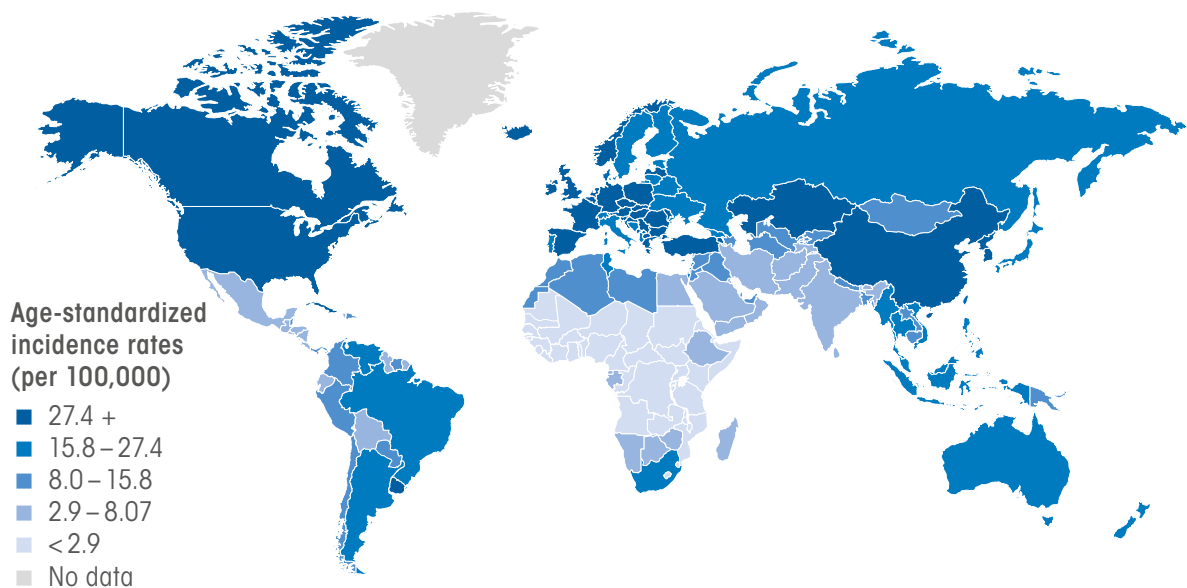 Age-standardized
incidence rates
(per 100,000)
27.4 +
15.8 – 27.4
8.0 – 15.8
2.9 – 8.07
< 2.9
No data